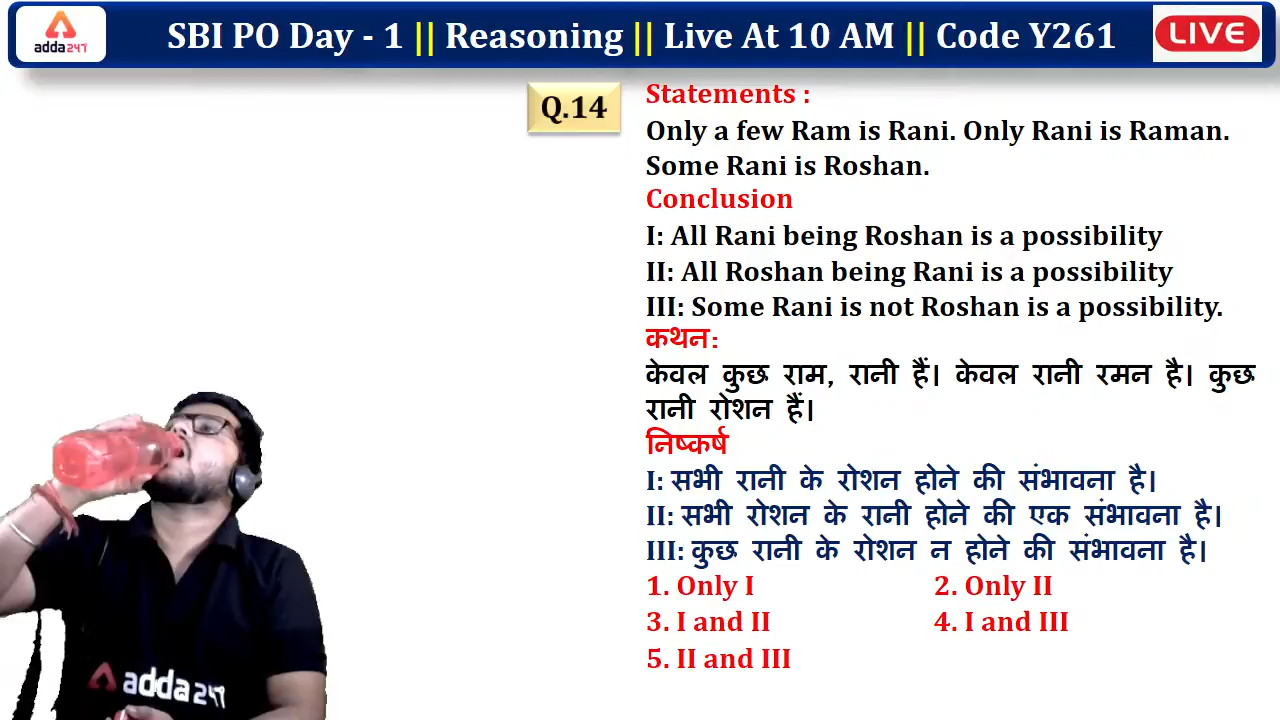 adda247
SBI PO Day - 1 || Reasoning || Live At 10 AM || Code Y261
LIVE
Q.14
Statements :
Only a few Ram is Rani. Only Rani is Raman.
Some Rani is Roshan.
Conclusion
I: All Rani being Roshan is a possibility
II: All Roshan being Rani is a possibility
III: Some Rani is not Roshan is a possibility.
कथन:
केवल कुछ राम, रानी हैं। केवल रानी रमन है। कुछ
रानी रोशन हैं।
निष्कर्ष
I: सभी रानी के रोशन होने की संभावना है।
II: सभी रोशन के रानी होने की एक संभावना है।
III: कुछ रानी के रोशन न होने की संभावना है।
1. Only I 2. Only II
3. I and II 4. I and III
5. II and III
adda247